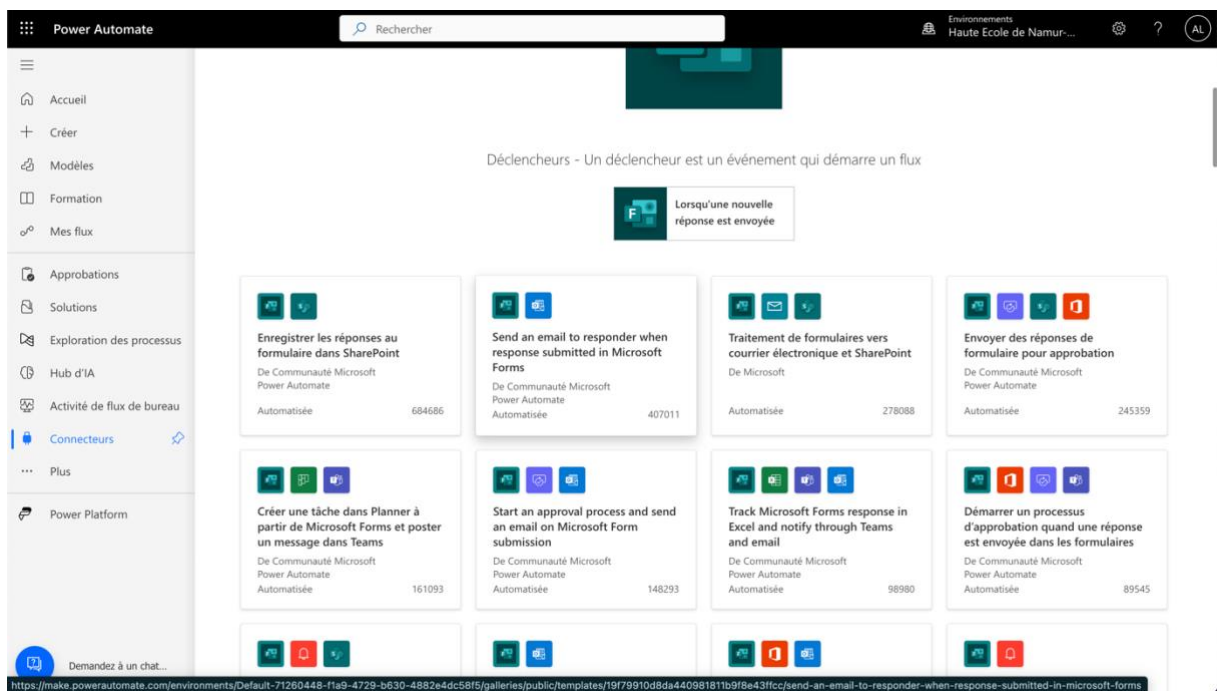 Power Automate
Rechercher
Environnements
Haute Ecole de Namur-...
?
AL
Accueil
Créer
Modèles
Formation
Mes flux
Approbations
Solutions
Exploration des processus
Hub d'IA
Activité de flux de bureau
Connecteurs
Plus
Power Platform
Demandez à un chat...
Déclencheurs - Un déclencheur est un événement qui démarre un flux
Lorsqu'une nouvelle
réponse est envoyée
Enregistrer les réponses au
formulaire dans SharePoint
De Communauté Microsoft
Power Automate
Automatisée 684686
Send an email to responder when
response submitted in Microsoft
Forms
De Communauté Microsoft
Power Automate
Automatisée 407011
Traitement de formulaires vers
courrier électronique et SharePoint
De Microsoft
Automatisée 278088
Envoyer des réponses de
formulaire pour approbation
De Communauté Microsoft
Power Automate
Automatisée 245359
Créer une tâche dans Planner à
partir de Microsoft Forms et poster
un message dans Teams
De Communauté Microsoft
Power Automate
Automatisée 161093
Start an approval process and send
an email on Microsoft Form
submission
De Communauté Microsoft
Power Automate
Automatisée 148293
Track Microsoft Forms response in
Excel and notify through Teams
and email
De Communauté Microsoft
Power Automate
Automatisée 98980
Démarrer un processus
d'approbation quand une réponse
est envoyée dans les formulaires
De Communauté Microsoft
Power Automate
Automatisée 89545
https://make.powerautomate.com/environments/Default-71260448-f1a9-4729-b630-4882e4dc58f5/galleries/public/templates/19f79910d8da440981811b9f8e43ffcc/send-an-email-to-responder-when-response-submitted-in-microsoft-forms